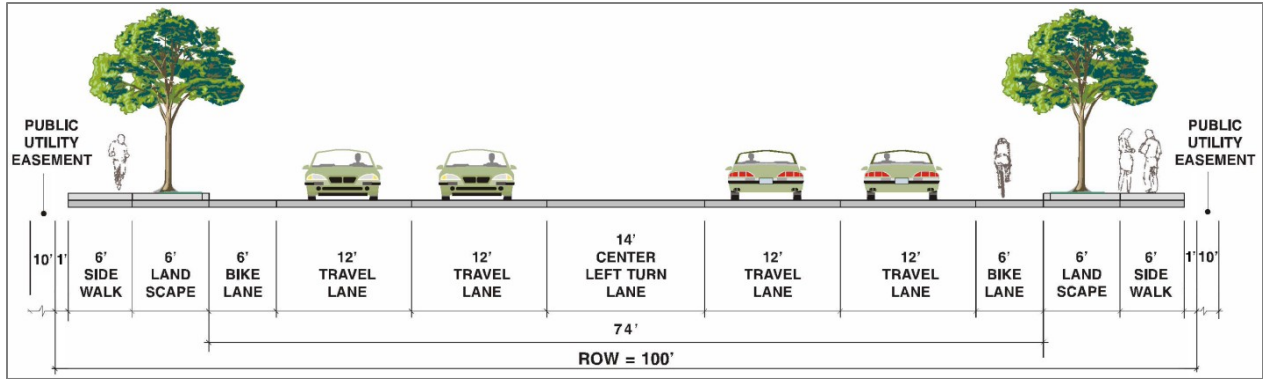 PUBLIC
UTILITY
EASEMENT
PUBLIC
UTILITY
EASEMENT
10'
1'
6'
SIDE
WALK
6'
LAND
SCAPE
6'
BIKE
LANE
12'
TRAVEL
LANE
12'
TRAVEL
LANE
14'
CENTER
LEFT TURN
LANE
12'
TRAVEL
LANE
12'
TRAVEL
LANE
6'
BIKE
LANE
6'
LAND
SCAPE
6'
SIDE
WALK
1'
10'
74'
ROW = 100'